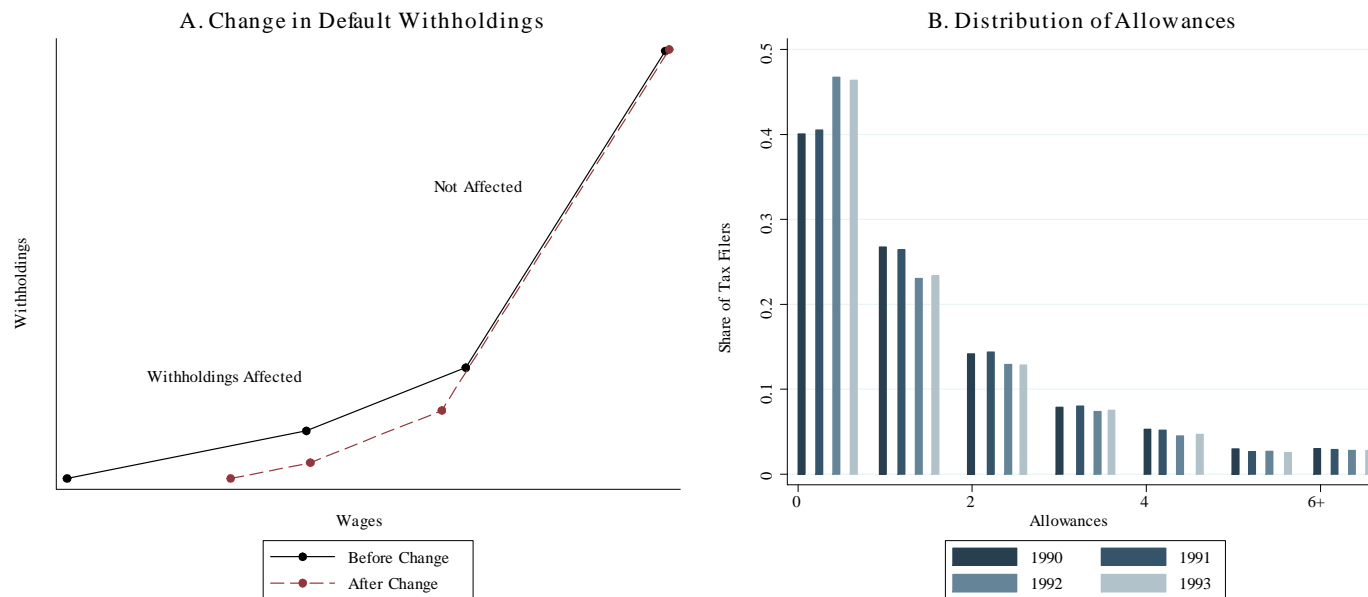 A. Change in Default Withholdings
Withholdings
Not Affected
Withholdings Affected
Wages
Before Change
After Change
B. Distribution of Allowances
Share of Tax Filers
0.5
0.4
0.3
0.2
0.1
0
0 2 4 6+
Allowances
1990 1991
1992 1993